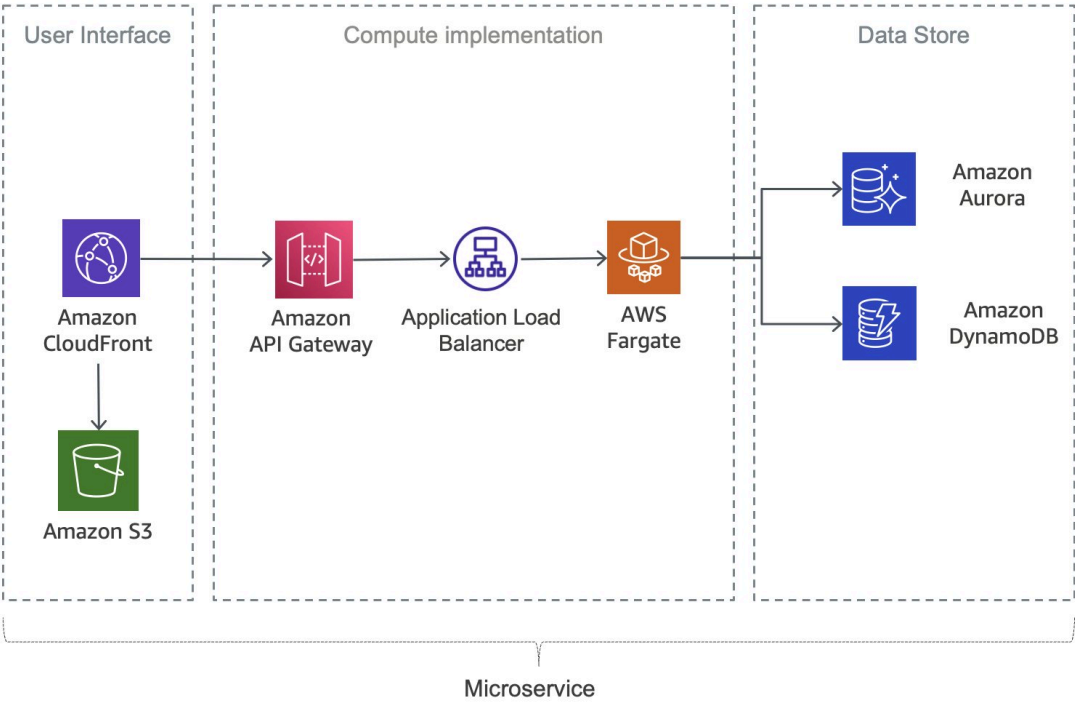 User Interface
Compute implementation
Data Store
Amazon
CloudFront
Amazon S3
Amazon
API Gateway
Application Load
Balancer
AWS
Fargate
Amazon
Aurora
Amazon
DynamoDB
Microservice